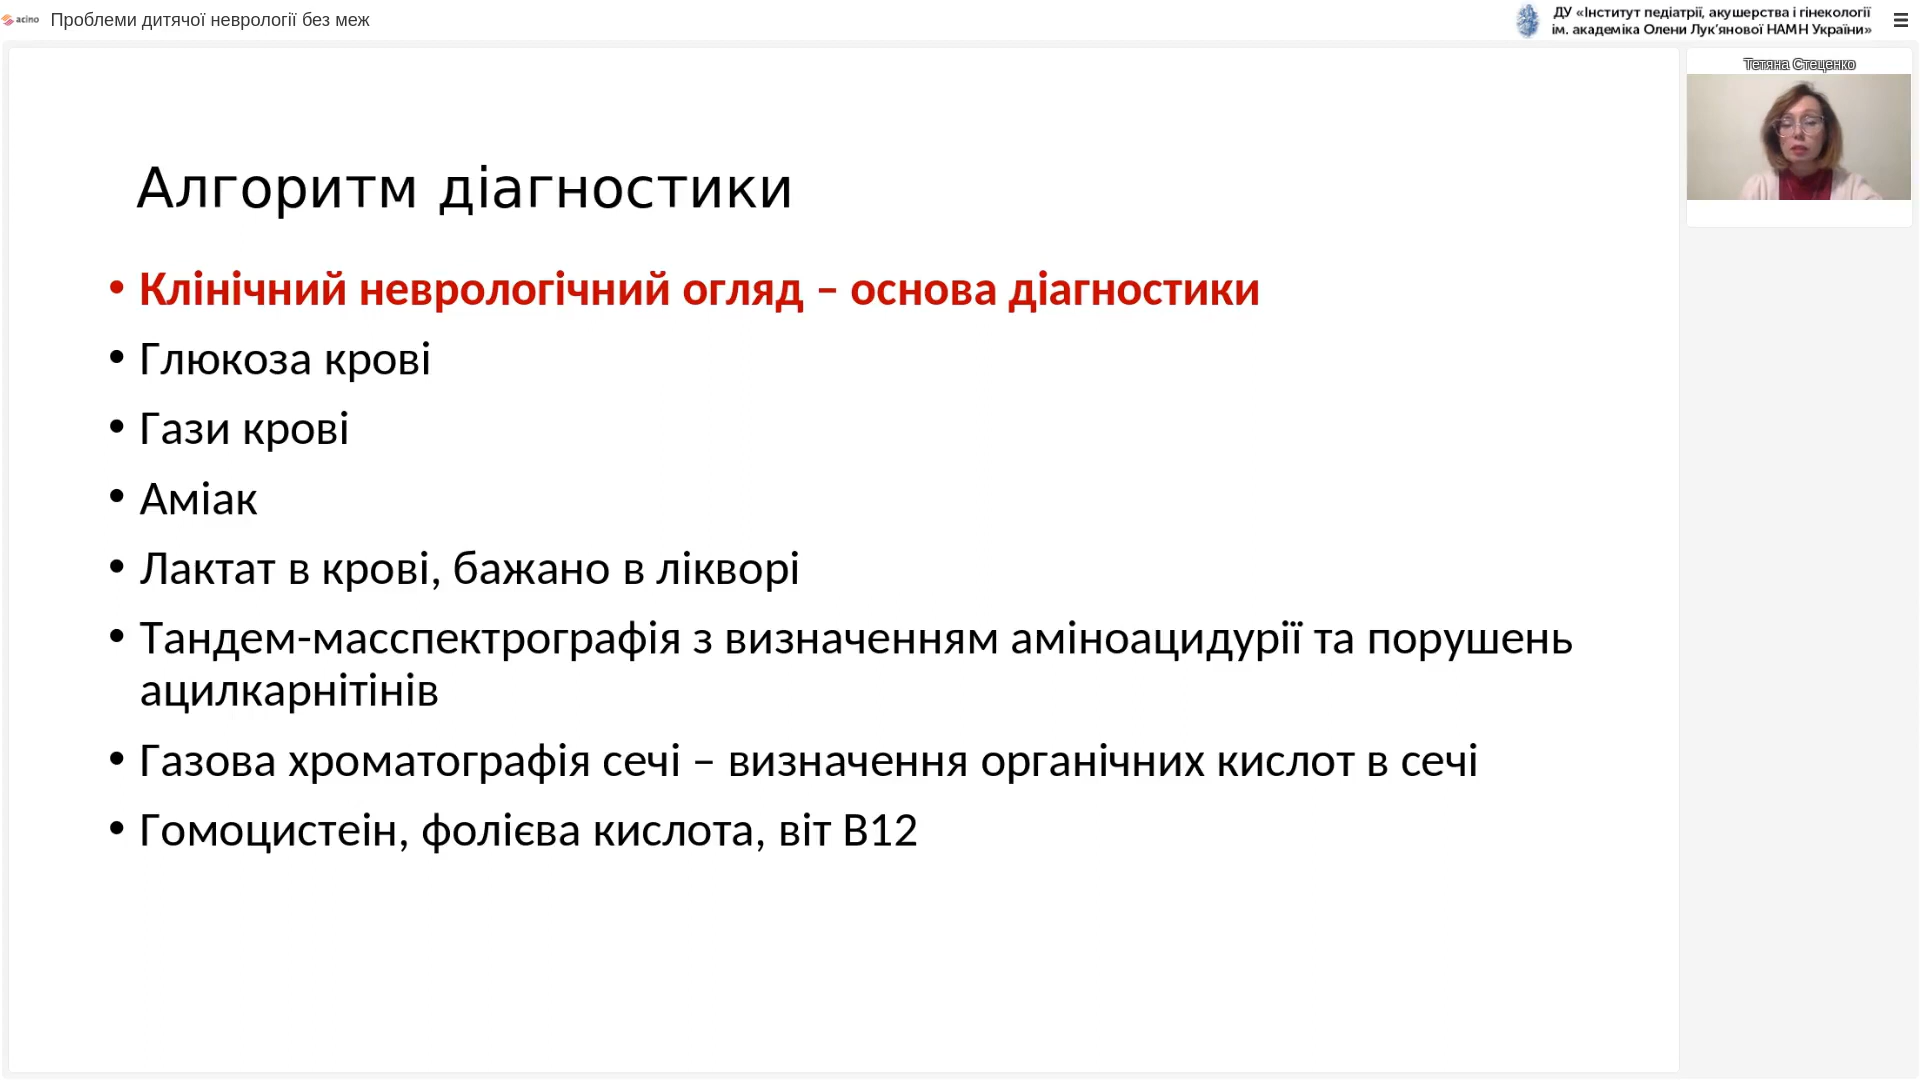 acino Проблеми дитячої неврології без меж
ДУ «Інститут педіатрії, акушерства і гінекології
ім. академіка Олени Лук'янової НАМН України»
Тетяна Стеценко
Алгоритм діагностики
• Клінічний неврологічний огляд – основа діагностики
• Глюкоза крові
• Гази крові
• Аміак
• Лактат в крові, бажано в лікворі
• Тандем-масспектрографія з визначенням аміноацидурії та порушень
ацилкарнітінів
• Газова хроматографія сечі – визначення органічних кислот в сечі
• Гомоцистеін, фолієва кислота, віт В12